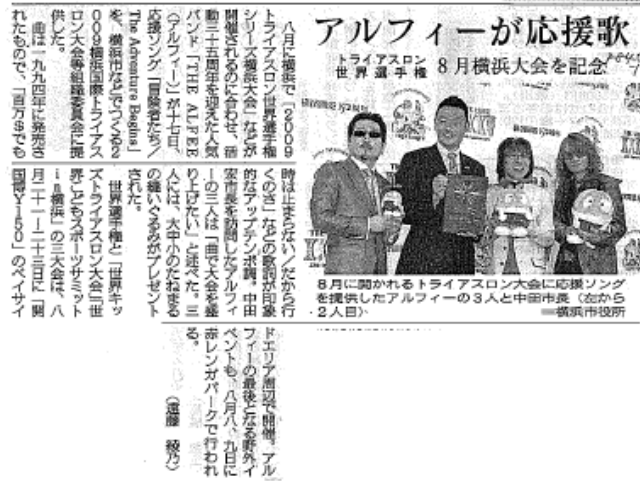 アルフィーが応援歌
トライアスロン
世界選手権
8月横浜大会を記念
八月に横浜で「2009
トライアスロン世界選手権
シリーズ横浜大会」などが
開催されるのに合わせ、活
動三十五周年を迎えた人気
バンド「THE ALFEE
(アルフィー)」が十七日、
応援ソング「冒険者たち/
The Adventure Begins」
を、横浜市などでつくる2
009横浜国際トライアス
ロン大会等組織委員会に提
供した。
曲は一九九四年に発売さ
れたもので、「百万$でも
時は止まらない/だから行
くのさ」などの歌詞が印象
的なアップテンポ調。中田
宏市長を訪問したアルフィ
ーの三人は「曲で大会を盛
り上げたい」と述べた。三
人には、大中小のたねまる
の縫いぐるみがプレゼント
された。
世界選手権と「世界キッ
ズトライアスロン大会」「世
界こどもスポーツサミット
in横浜」の三大会は、八
月二十一―二十三日に「開
国博Y150」のベイサイ
ドエリア周辺で開催。アル
フィーの最後となる野外イ
ベントも、八月八、九日に
赤レンガパークで行われ
る。
(遠藤 綾乃)
8月に開かれるトライアスロン大会に応援ソング
を提供したアルフィーの3人と中田市長(左から
2人目)
=横浜市役所